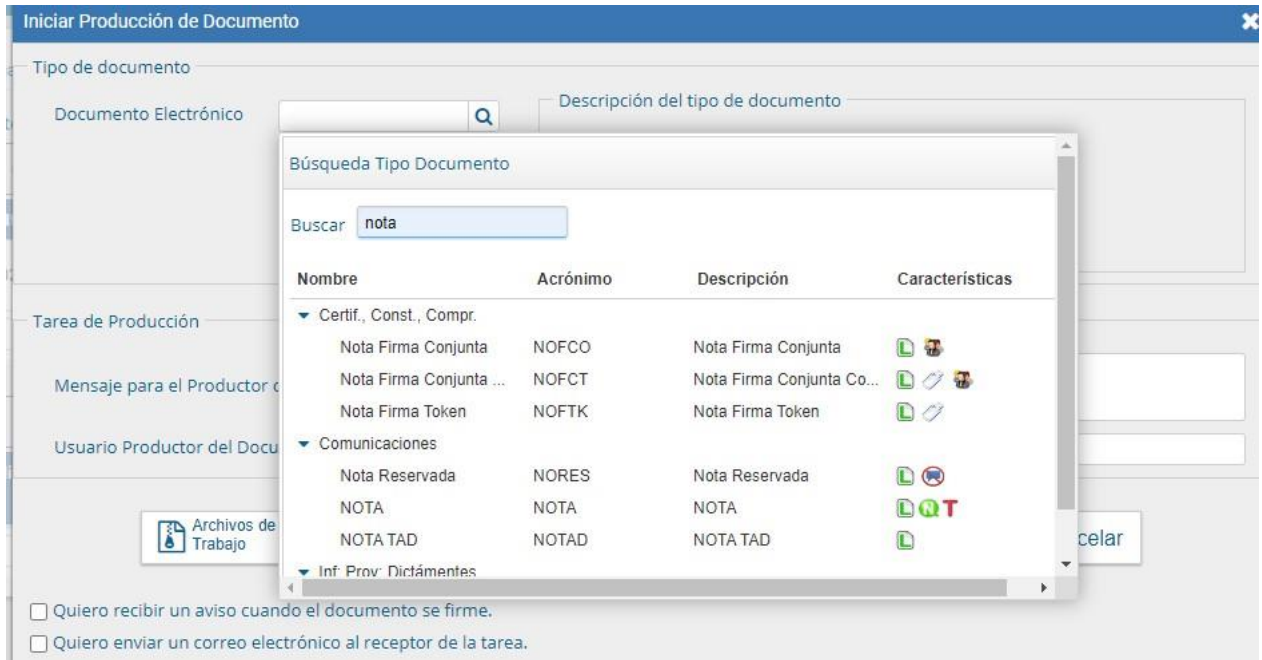 Iniciar Producción de Documento
Tipo de documento
Documento Electrónico
Descripción del tipo de documento
Búsqueda Tipo Documento
Buscar nota
Nombre Acrónimo Descripción Características
Certif., Const., Compr.
Nota Firma Conjunta NOFCO Nota Firma Conjunta
Nota Firma Conjunta ... NOFCT Nota Firma Conjunta Co...
Nota Firma Token NOFTK Nota Firma Token
Comunicaciones
Nota Reservada NORES Nota Reservada
NOTA NOTA NOTA
NOTA TAD NOTAD NOTA TAD
Inf; Prov; Dictámentes
Tarea de Producción
Mensaje para el Productor
Usuario Productor del Docu
Archivos de
Trabajo
celar
Quiero recibir un aviso cuando el documento se firme.
Quiero enviar un correo electrónico al receptor de la tarea.